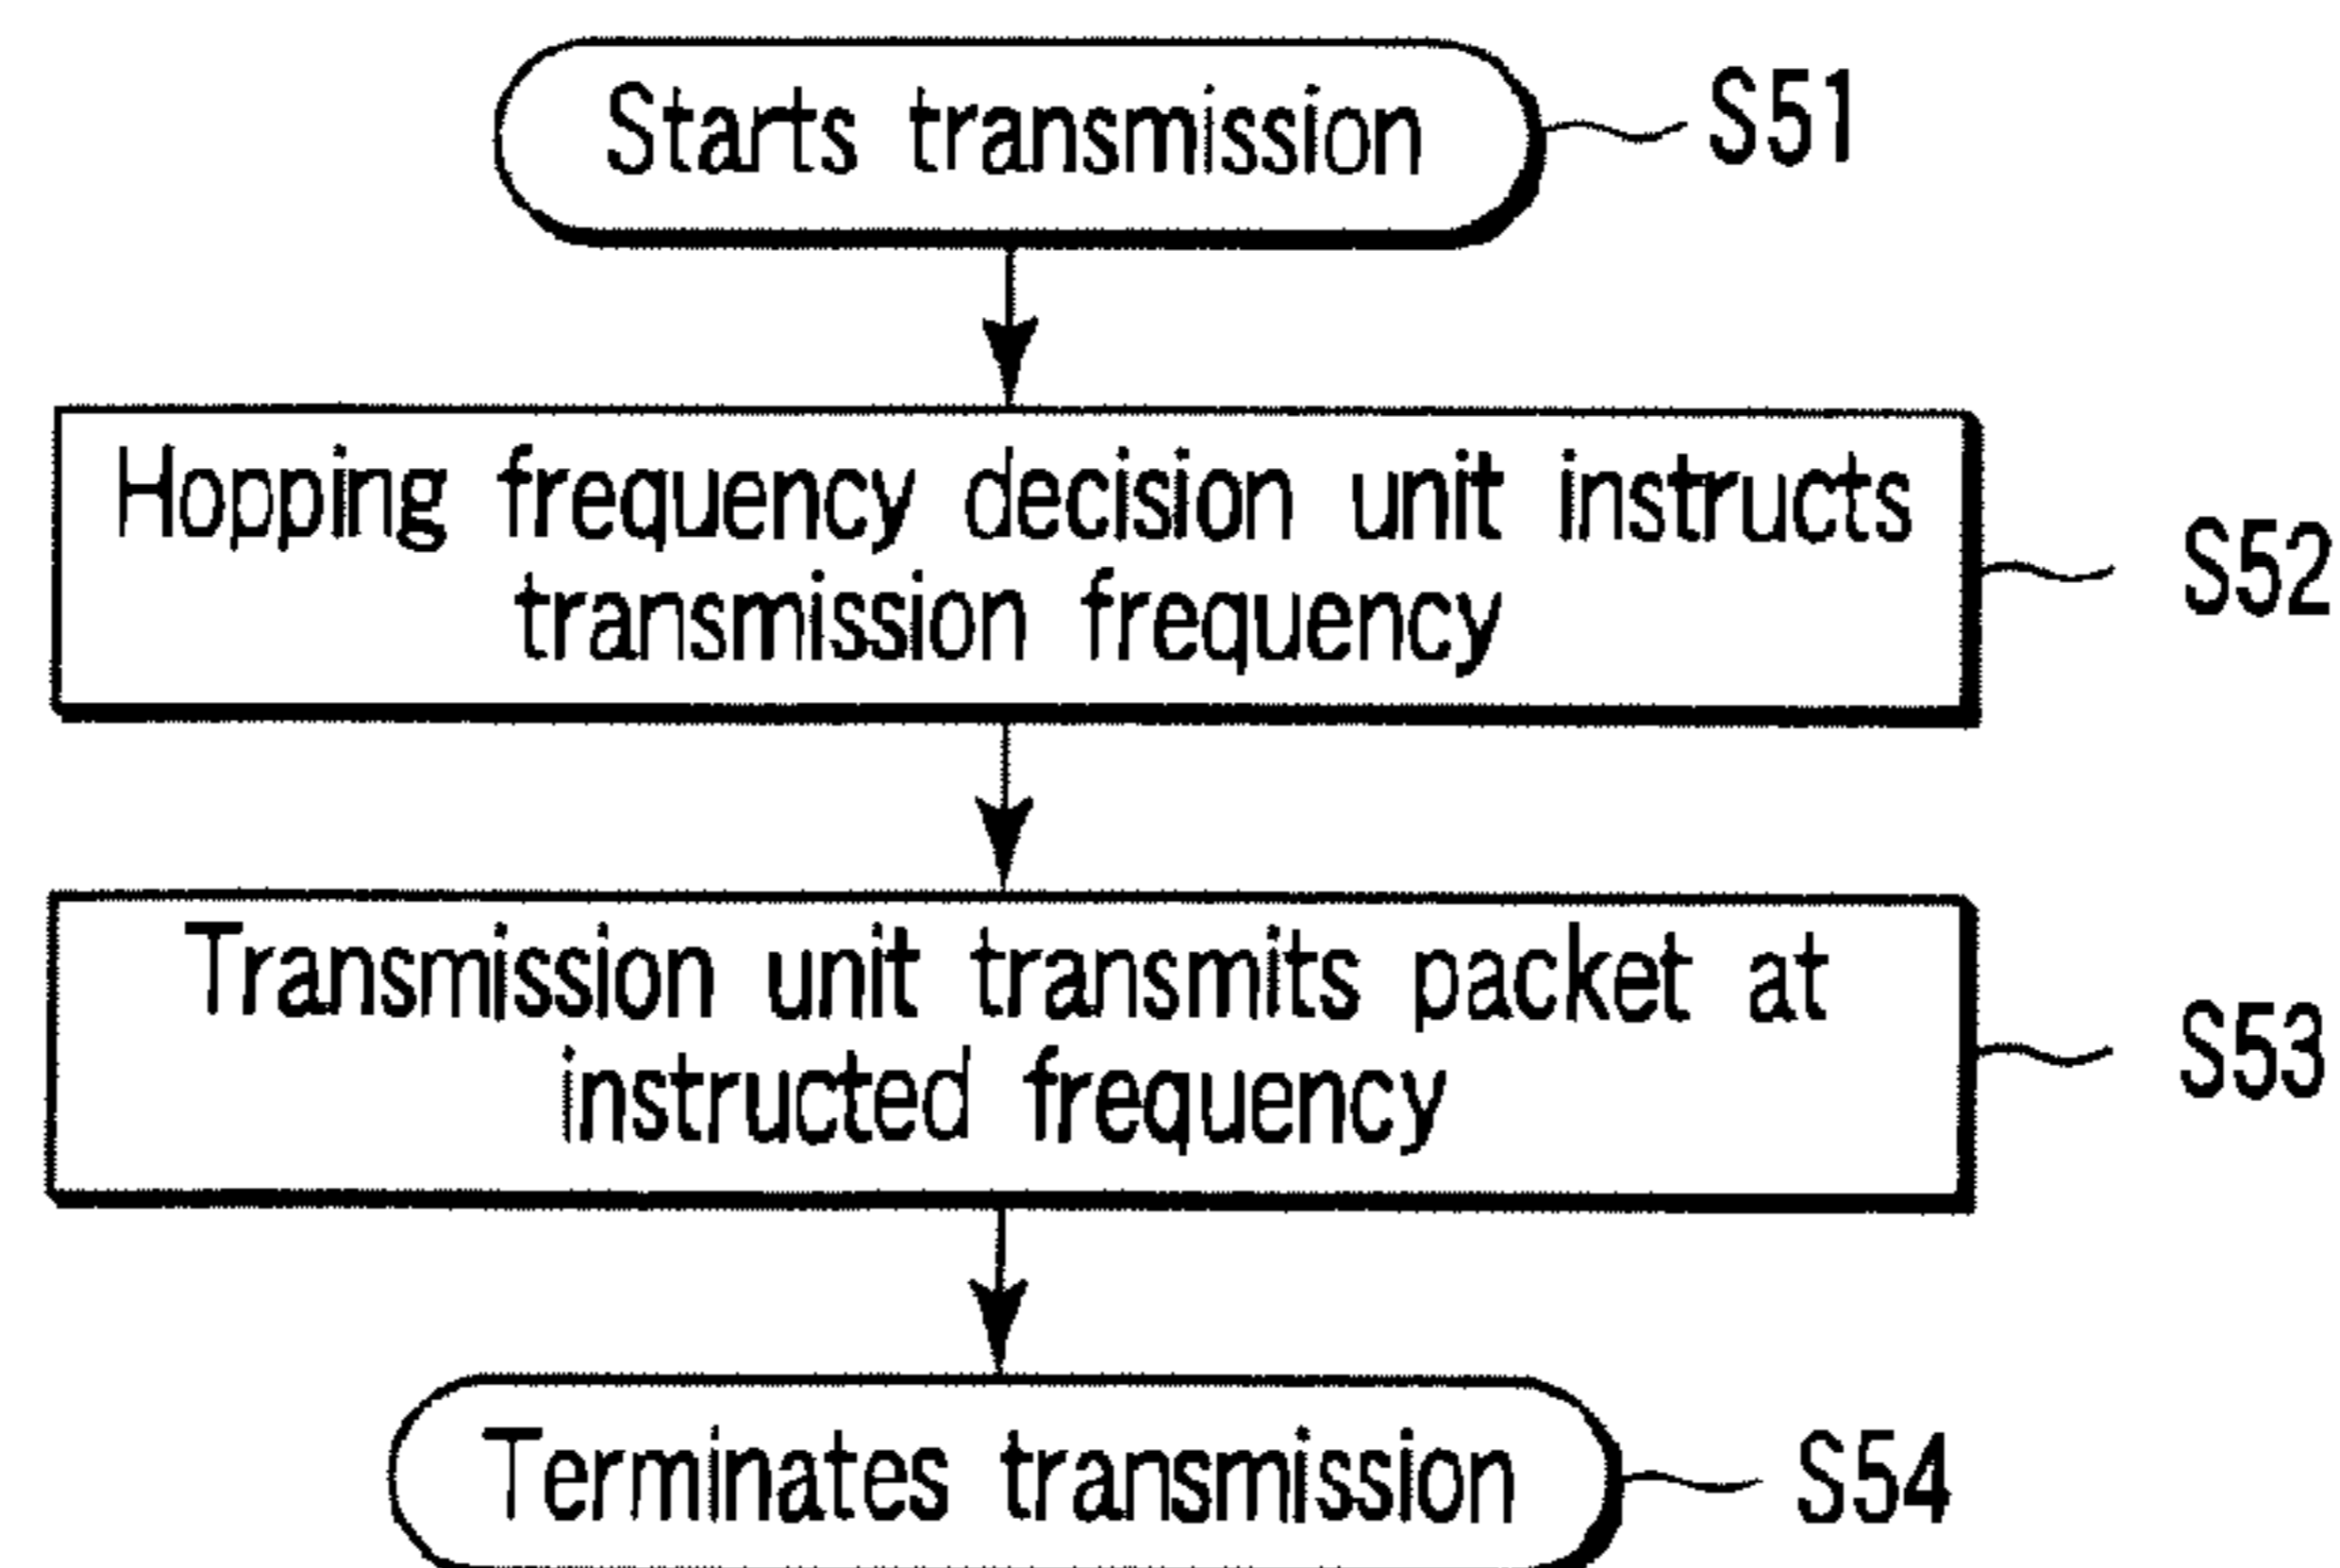 Starts transmission
S51
Hopping frequency decision unit instructs
transmission frequency
S52
Transmission unit transmits packet at
instructed frequency
S53
Terminates transmission
S54